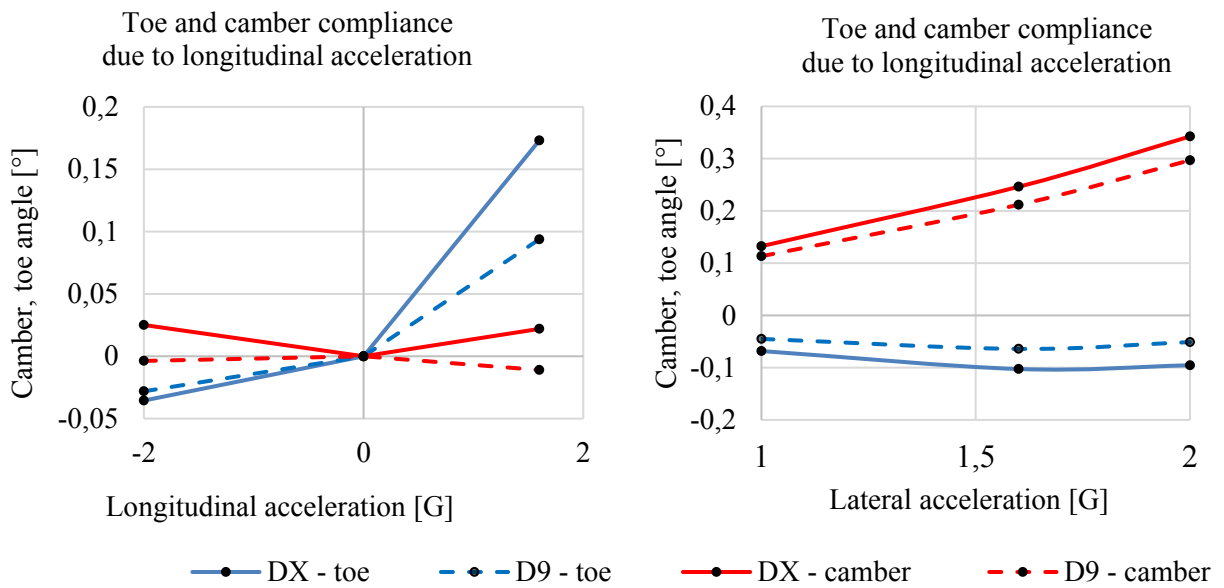 Toe and camber compliance
due to longitudinal acceleration
Camber, toe angle [°]
0,2
0,15
0,1
0,05
0
-0,05
-2
0
2
Longitudinal acceleration [G]
Toe and camber compliance
due to longitudinal acceleration
Camber, toe angle [°]
0,4
0,3
0,2
0,1
0
-0,1
-0,2
1
1,5
2
Lateral acceleration [G]
DX - toe
D9 - toe
DX - camber
D9 - camber